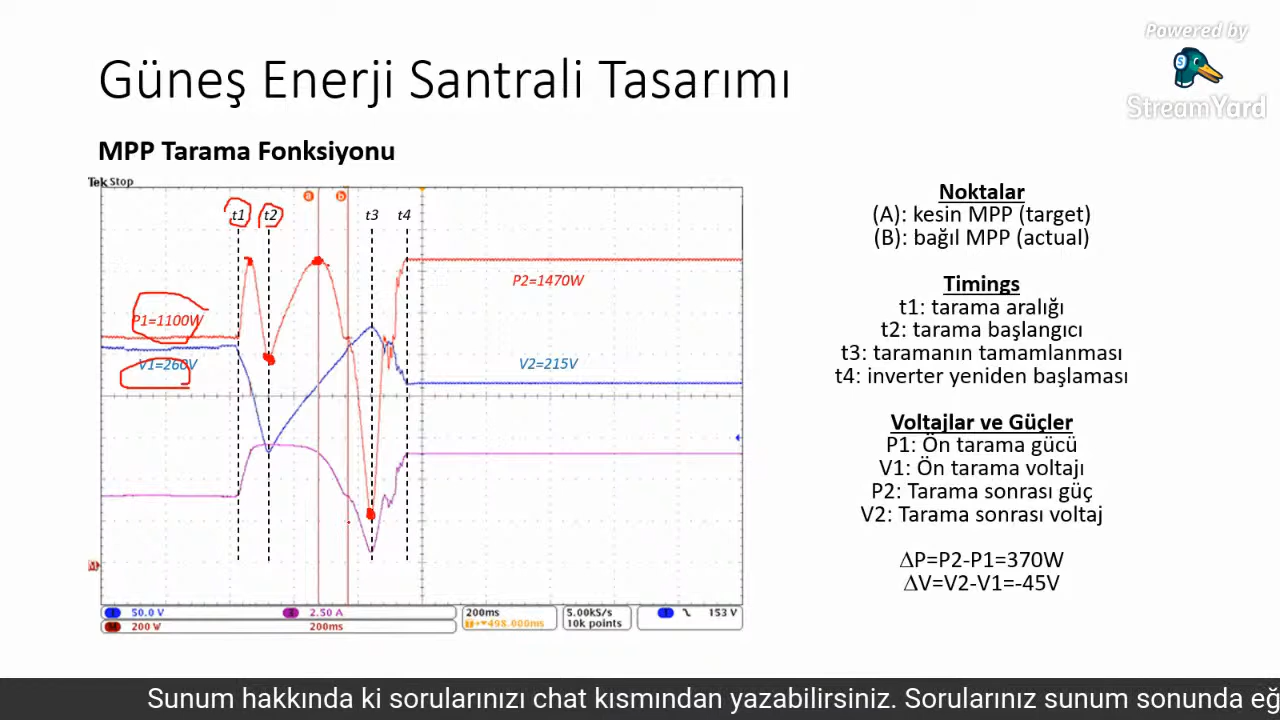 Powered by
StreamYard
Güneş Enerji Santrali Tasarımı
MPP Tarama Fonksiyonu
Tek Stop
a
b
t1
t2
t3
t4
P1=1100W
V1=260V
P2=1470W
V2=215V
50.0 V
2.50 A
200 W
200ms
200ms
498.000ms
5.00kS/s
10k points
153 V
Noktalar
(A): kesin MPP (target)
(B): bağıl MPP (actual)
Timings
t1: tarama aralığı
t2: tarama başlangıcı
t3: taramanın tamamlanması
t4: inverter yeniden başlaması
Voltajlar ve Güçler
P1: Ön tarama gücü
V1: Ön tarama voltajı
P2: Tarama sonrası güç
V2: Tarama sonrası voltaj
∆P=P2-P1=370W
∆V=V2-V1=-45V
Sunum hakkında ki sorularınızı chat kısmından yazabilirsiniz. Sorularınız sunum sonunda eğ